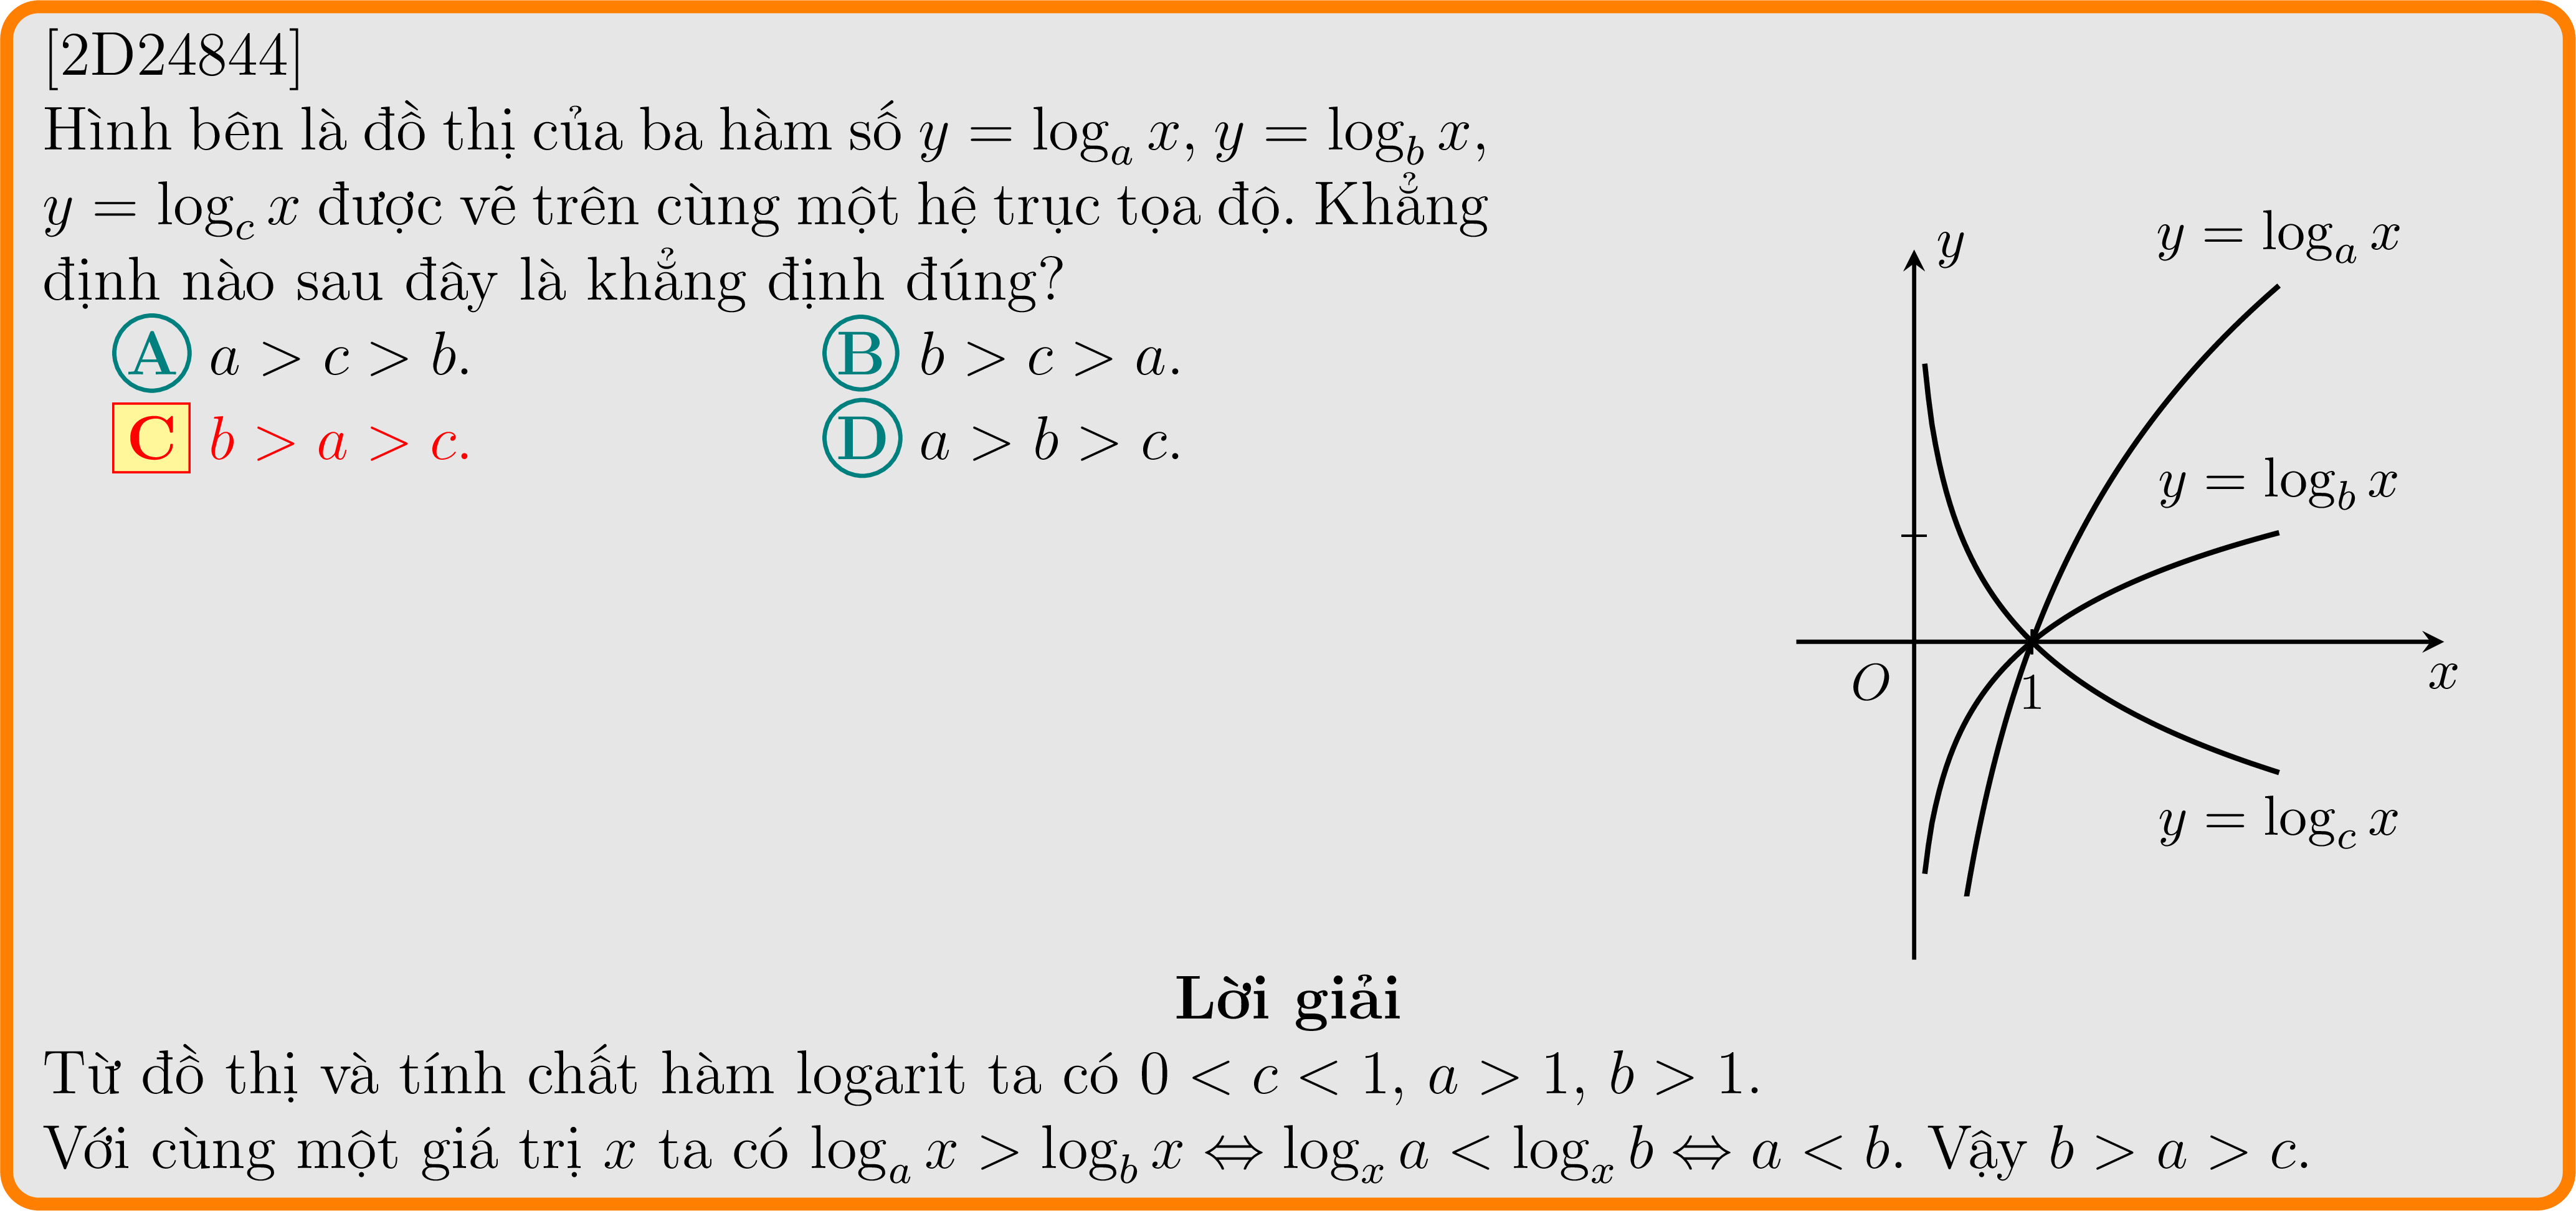 [2D24844]
Hình bên là đồ thị của ba hàm số y = log_a x, y = log_b x,
y = log_c x được vẽ trên cùng một hệ trục tọa độ. Khẳng
định nào sau đây là khẳng định đúng?
A a > c > b.
B b > c > a.
C b > a > c.
D a > b > c.
y
y = log_a x
y = log_b x
O
1
x
y = log_c x
Lời giải
Từ đồ thị và tính chất hàm logarit ta có 0 < c < 1, a > 1, b > 1.
Với cùng một giá trị x ta có log_a x > log_b x ⇔ log_x a < log_x b ⇔ a < b. Vậy b > a > c.